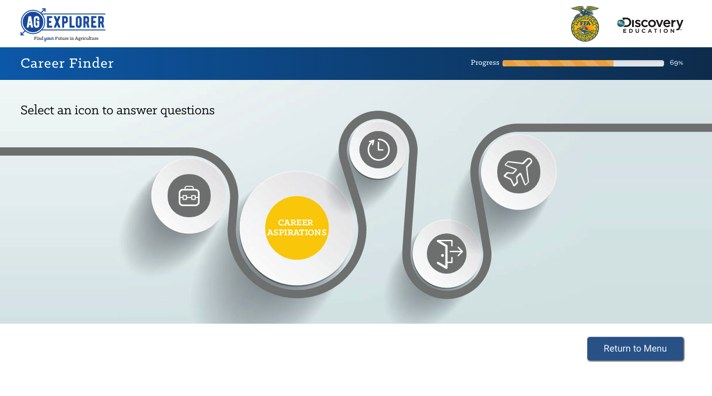 AG EXPLORER
Find your Future in Agriculture
FFA
Discovery
EDUCATION
Career Finder
Progress
69%
Select an icon to answer questions
CAREER
ASPIRATIONS
Return to Menu